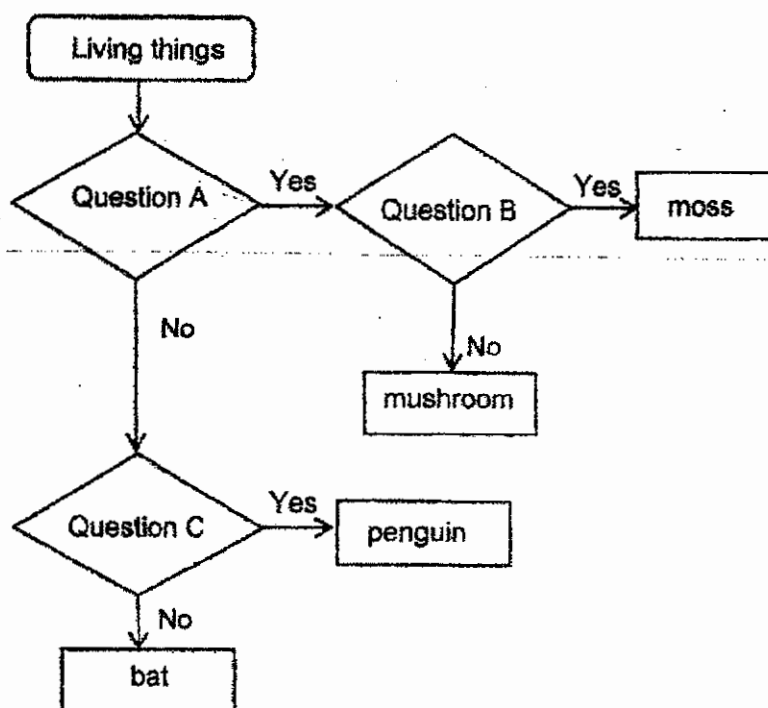 Living things
Question A
Yes
Question B
Yes
moss
No
No
mushroom
Question C
Yes
penguin
No
bat